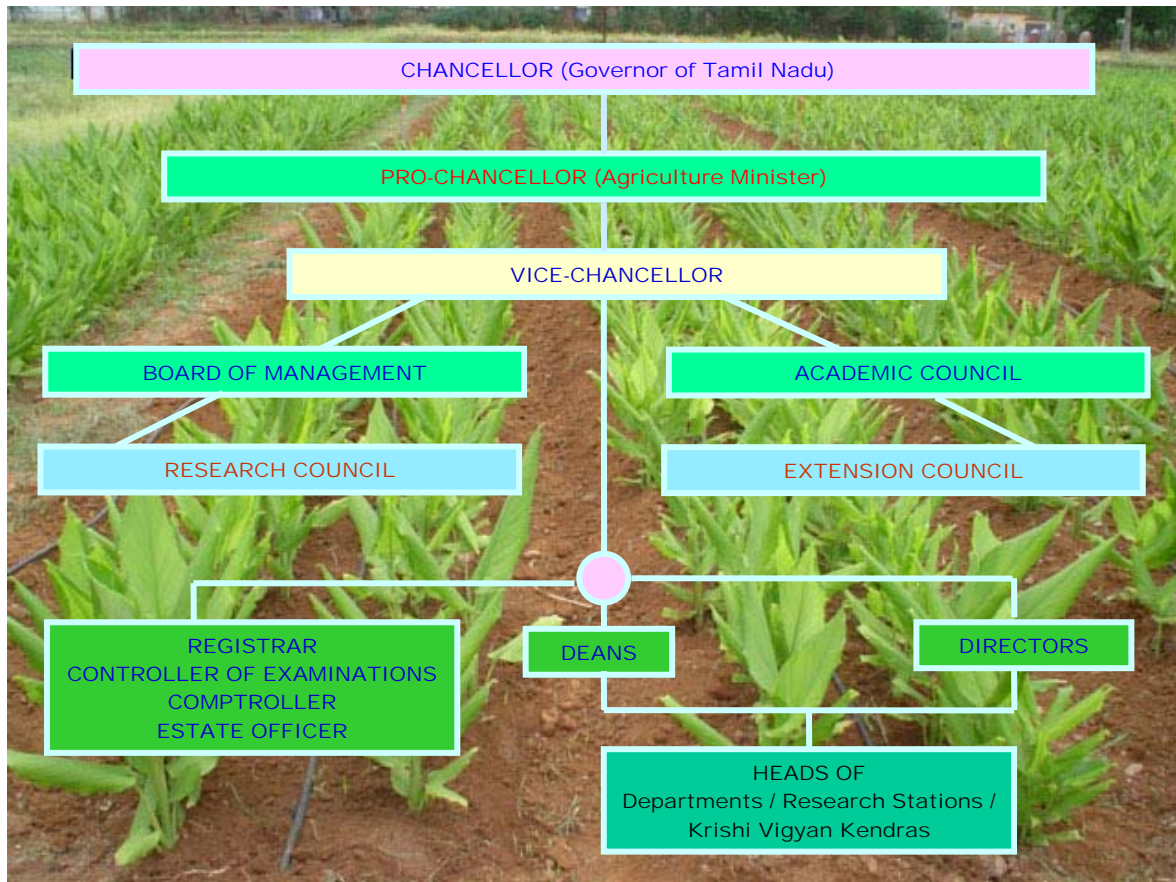 CHANCELLOR (Governor of Tamil Nadu)
PRO-CHANCELLOR (Agriculture Minister)
VICE-CHANCELLOR
BOARD OF MANAGEMENT
ACADEMIC COUNCIL
RESEARCH COUNCIL
EXTENSION COUNCIL
REGISTRAR
CONTROLLER OF EXAMINATIONS
COMPTROLLER
ESTATE OFFICER
DEANS
DIRECTORS
HEADS OF
Departments / Research Stations /
Krishi Vigyan Kendras